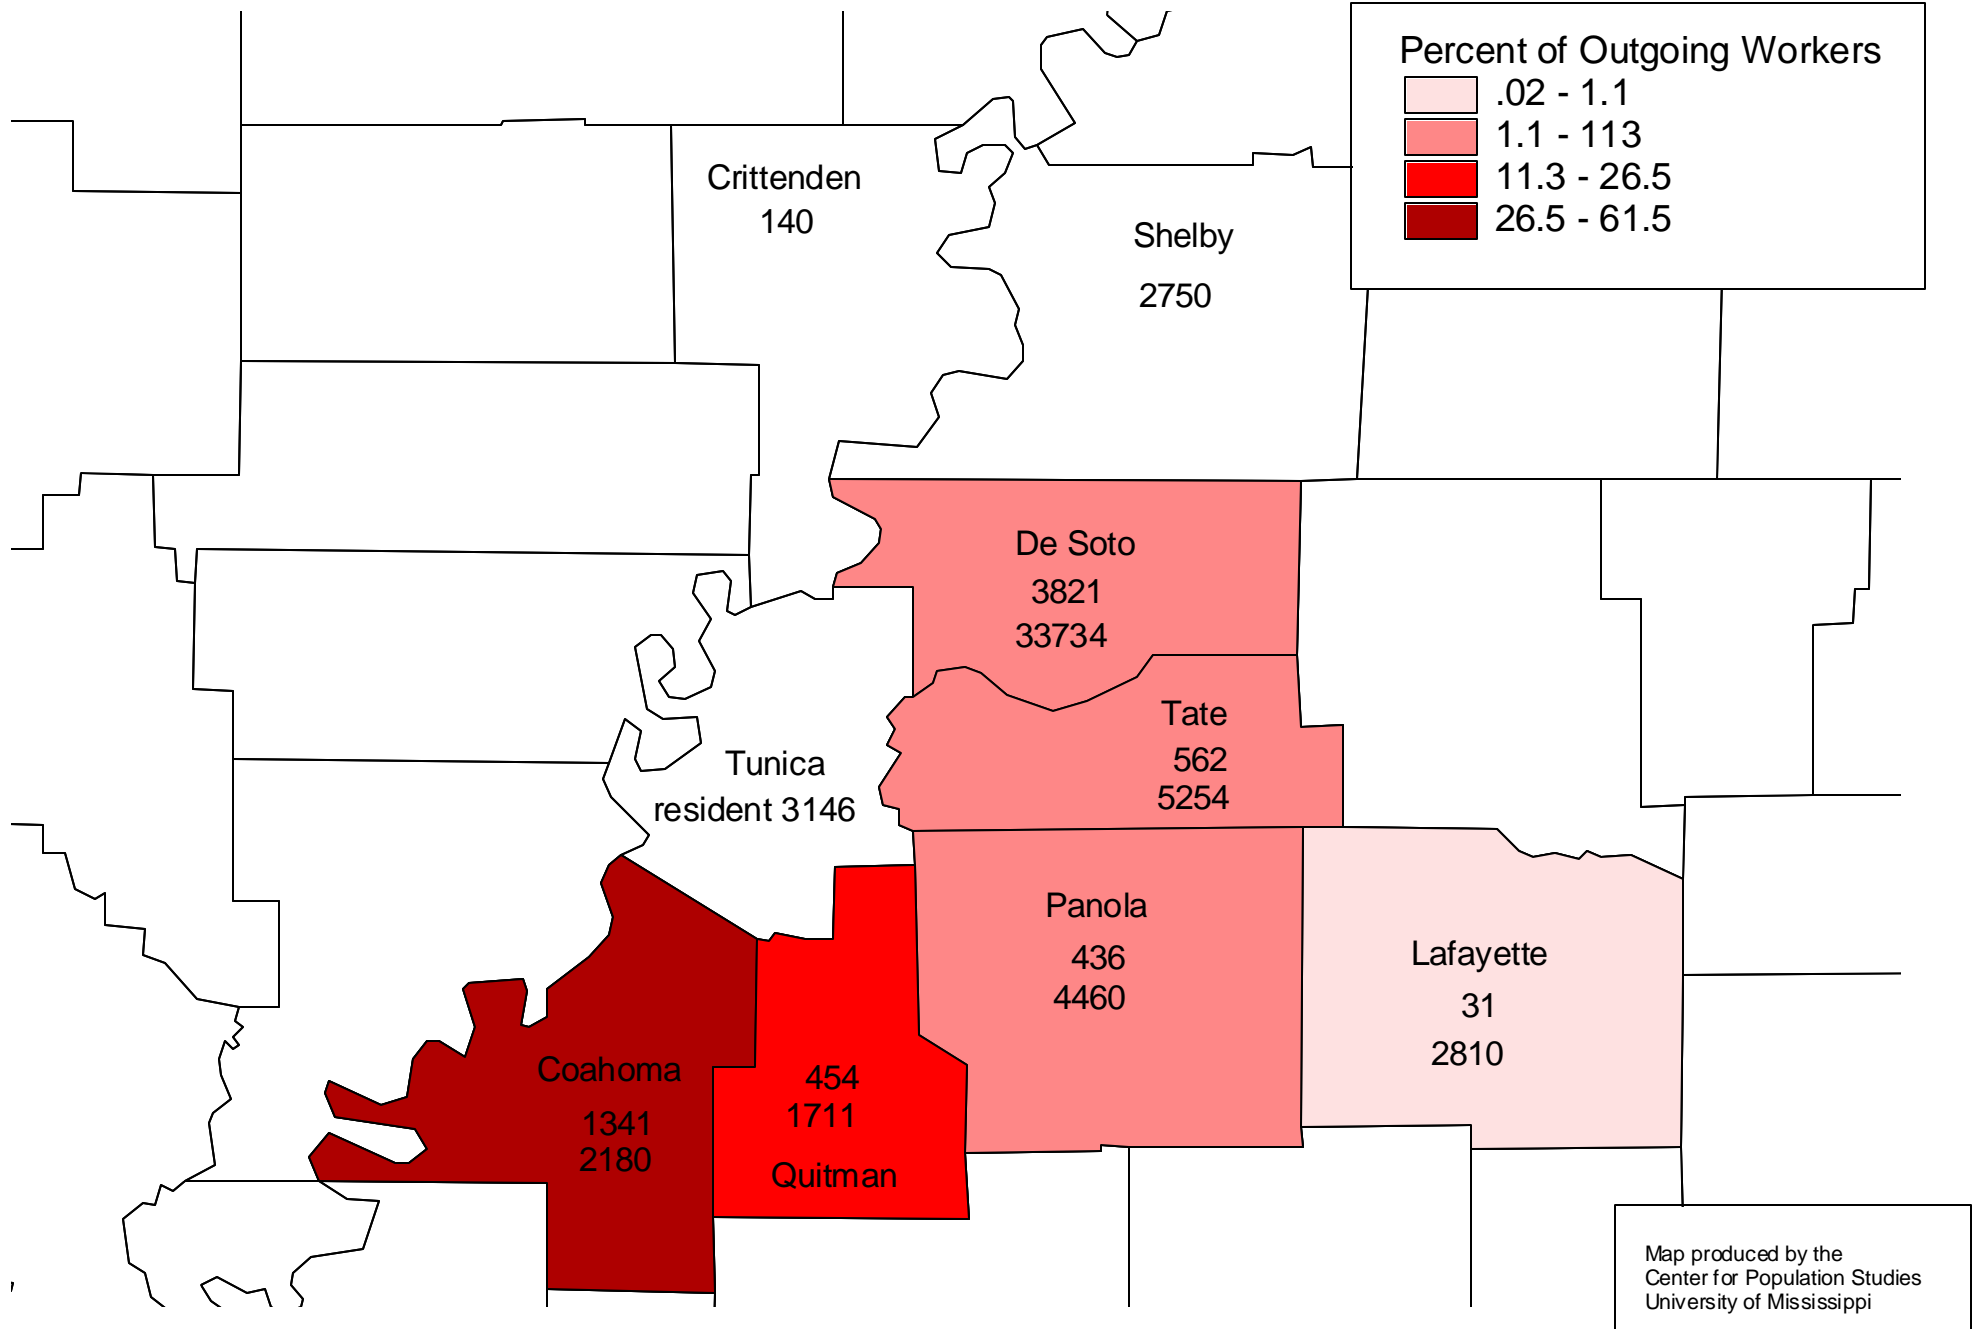 Percent of Outgoing Workers
.02 - 1.1
1.1 - 113
11.3 - 26.5
26.5 - 61.5
Crittenden
140
Shelby
2750
De Soto
3821
33734
Tate
562
5254
Tunica
resident 3146
Panola
436
4460
Lafayette
31
2810
Coahoma
1341
2180
454
1711
Quitman
Map produced by the
Center for Population Studies
University of Mississippi